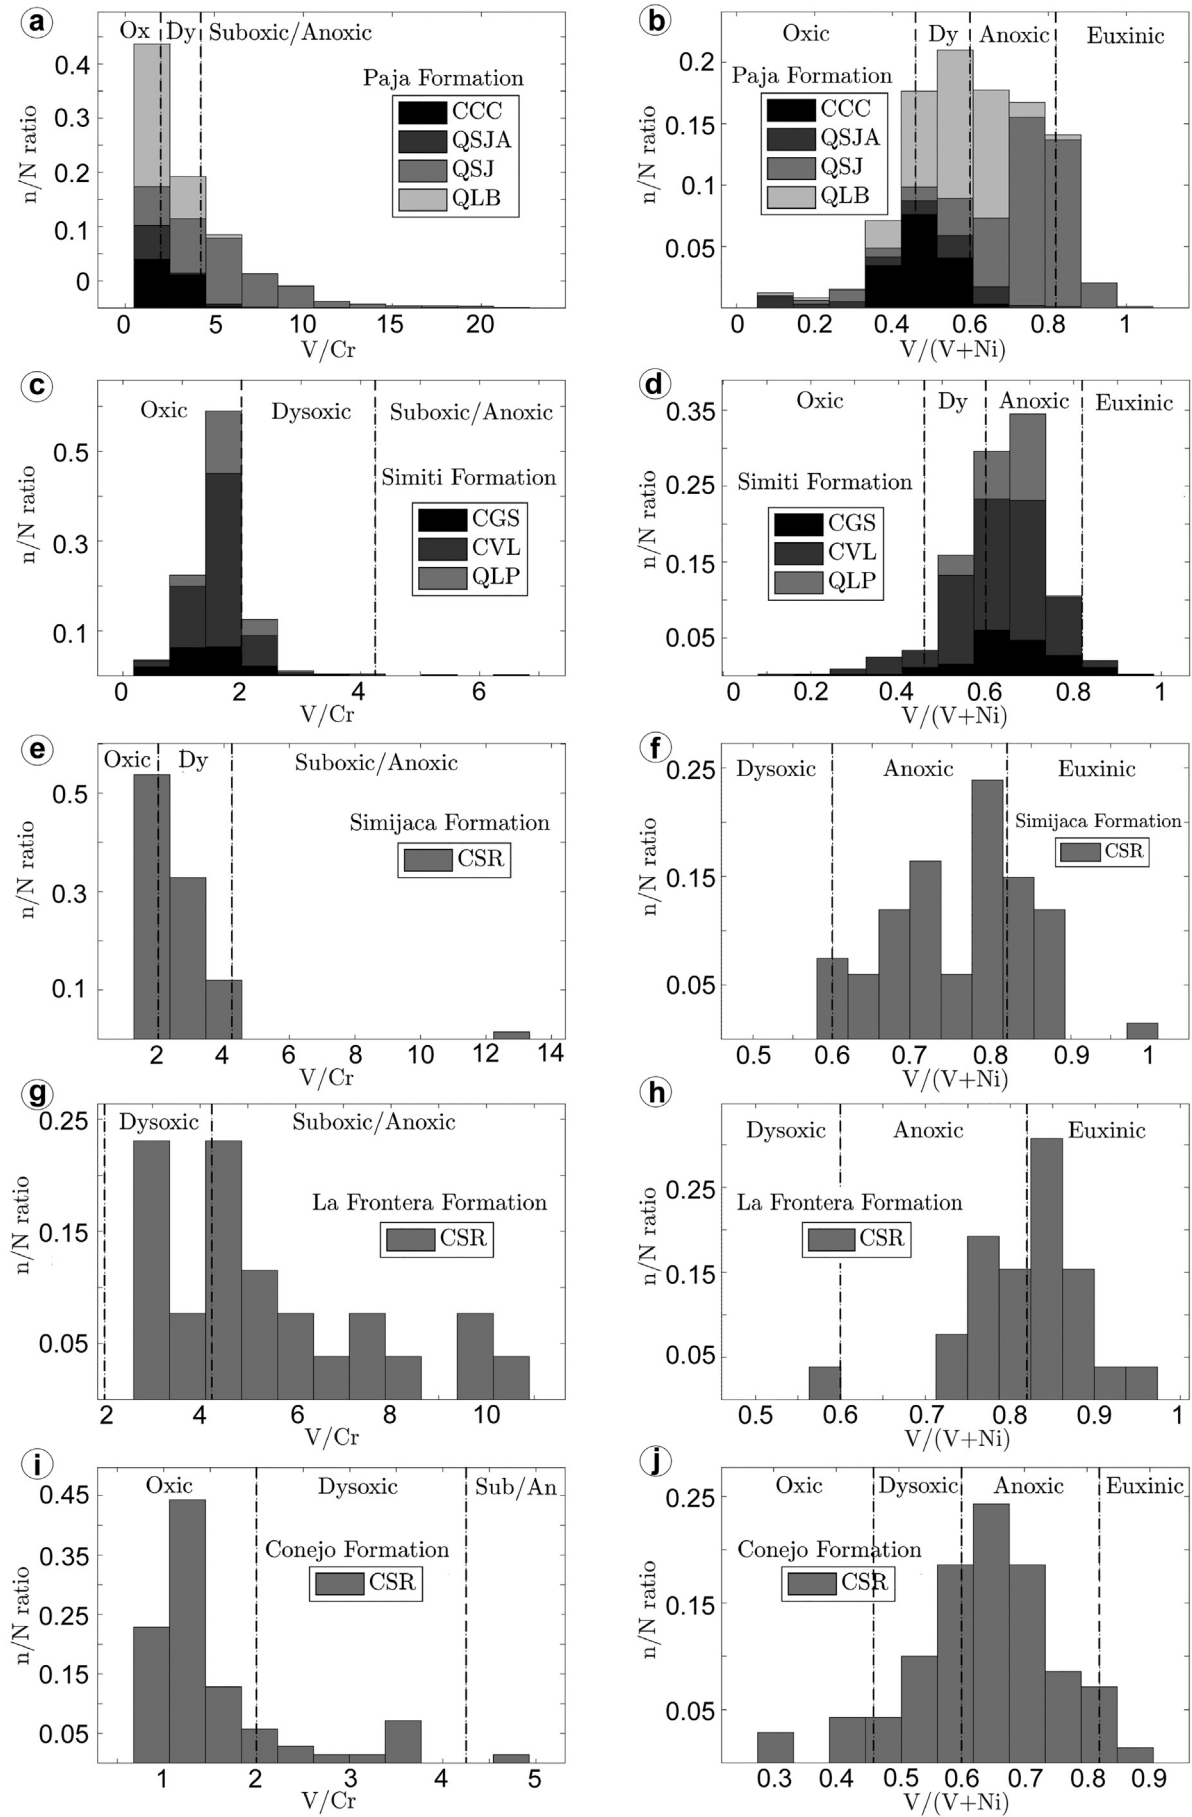 a
Ox Dy Suboxic/Anoxic
Paja Formation
CCC
QSJA
QSJ
QLB
n/N ratio
0.4
0.3
0.2
0.1
0
0 5 10 15 20
V/Cr
b
Oxic Dy Anoxic Euxinic
Paja Formation
CCC
QSJA
QSJ
QLB
n/N ratio
0.2
0.15
0.1
0.05
0 0.2 0.4 0.6 0.8 1
V/(V+Ni)
c
Oxic Dysoxic Suboxic/Anoxic
Simiti Formation
CGS
CVL
QLP
n/N ratio
0.5
0.3
0.1
0 2 4 6
V/Cr
d
Oxic Dy Anoxic Euxinic
Simiti Formation
CGS
CVL
QLP
n/N ratio
0.35
0.25
0.15
0.05
0 0.2 0.4 0.6 0.8 1
V/(V+Ni)
e
Oxic Dy Suboxic/Anoxic
Simijaca Formation
CSR
n/N ratio
0.5
0.3
0.1
2 4 6 8 10 12 14
V/Cr
f
Dysoxic Anoxic Euxinic
Simijaca Formation
CSR
n/N ratio
0.25
0.15
0.05
0.5 0.6 0.7 0.8 0.9 1
V/(V+Ni)
g
Dysoxic Suboxic/Anoxic
La Frontera Formation
CSR
n/N ratio
0.25
0.15
0.05
2 4 6 8 10
V/Cr
h
Dysoxic Anoxic Euxinic
La Frontera Formation
CSR
n/N ratio
0.25
0.15
0.05
0.5 0.6 0.7 0.8 0.9 1
V/(V+Ni)
i
Oxic Dysoxic Sub/An
Conejo Formation
CSR
n/N ratio
0.45
0.35
0.25
0.15
0.05
1 2 3 4 5
V/Cr
j
Oxic Dysoxic Anoxic Euxinic
Conejo Formation
CSR
n/N ratio
0.25
0.15
0.05
0.3 0.4 0.5 0.6 0.7 0.8 0.9
V/(V+Ni)